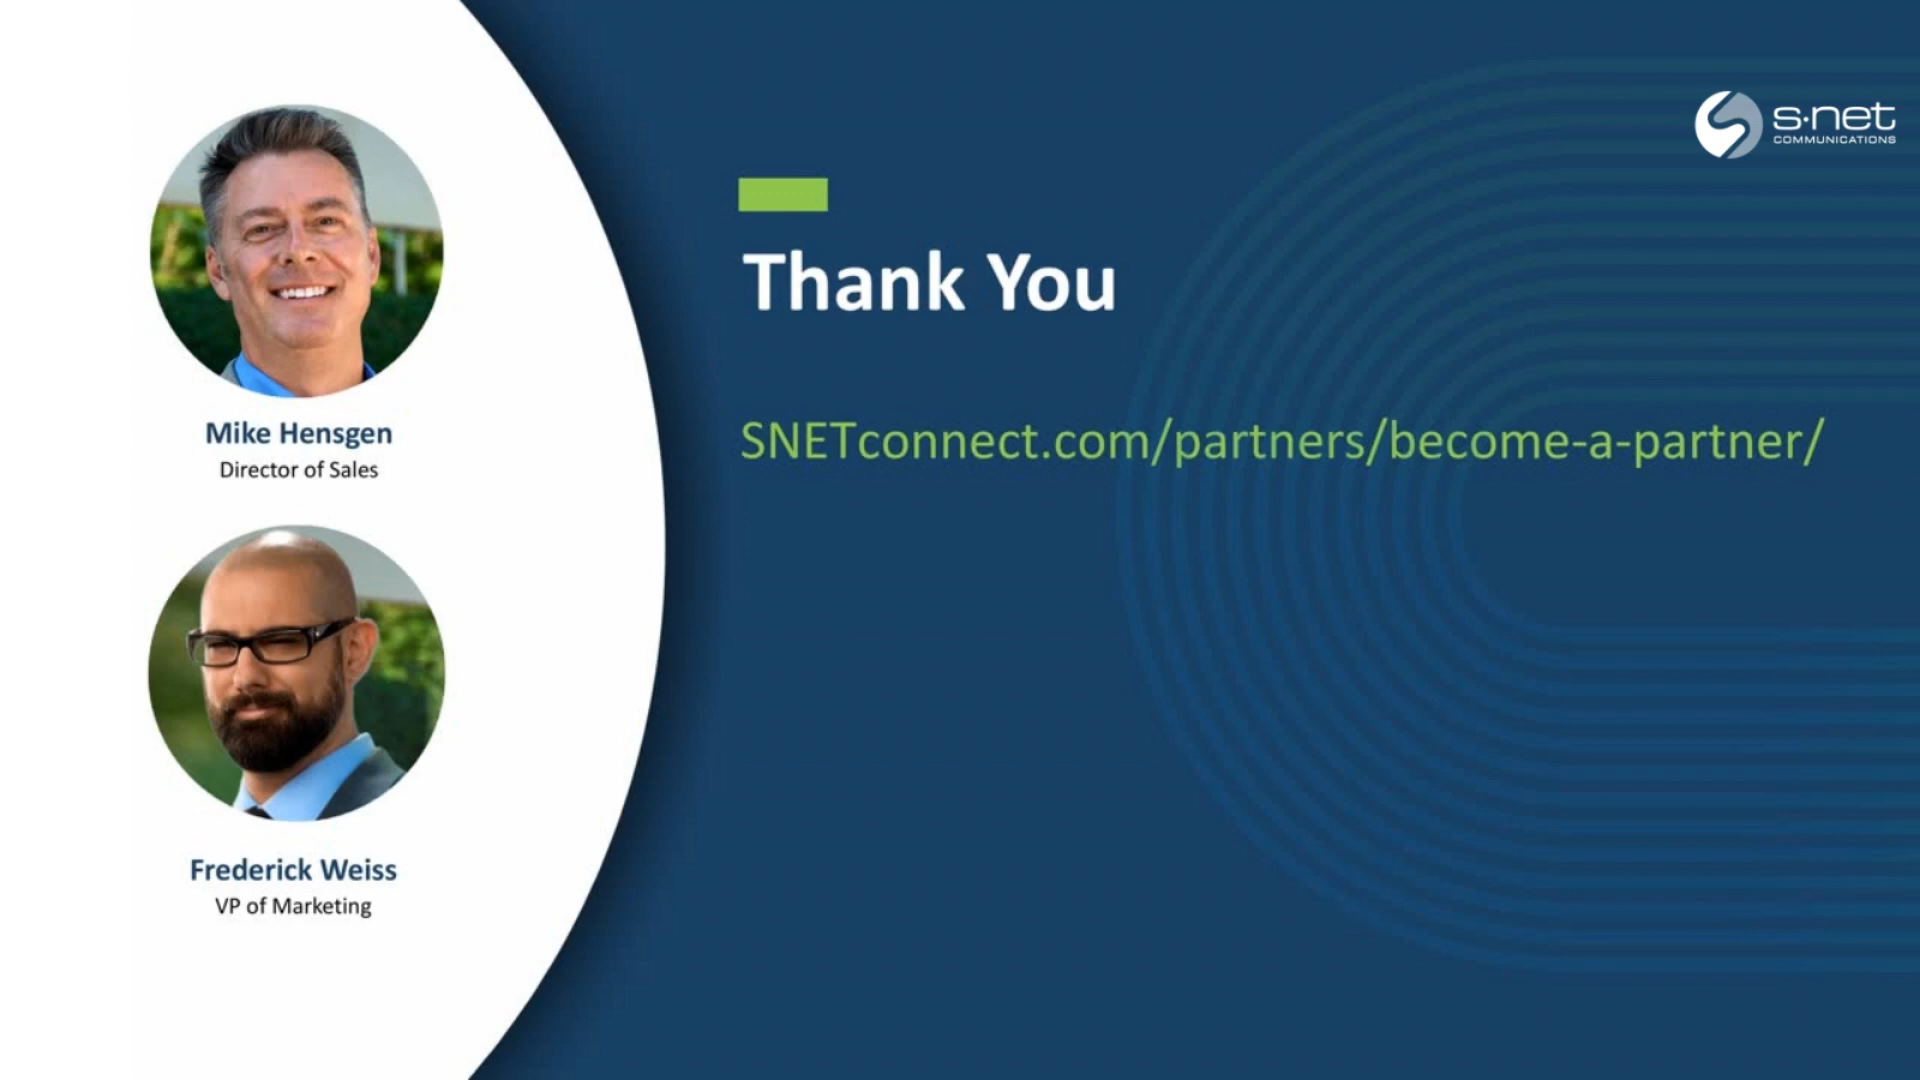 s·net
COMMUNICATIONS
Thank You
SNETconnect.com/partners/become-a-partner/
Mike Hensgen
Director of Sales
Frederick Weiss
VP of Marketing